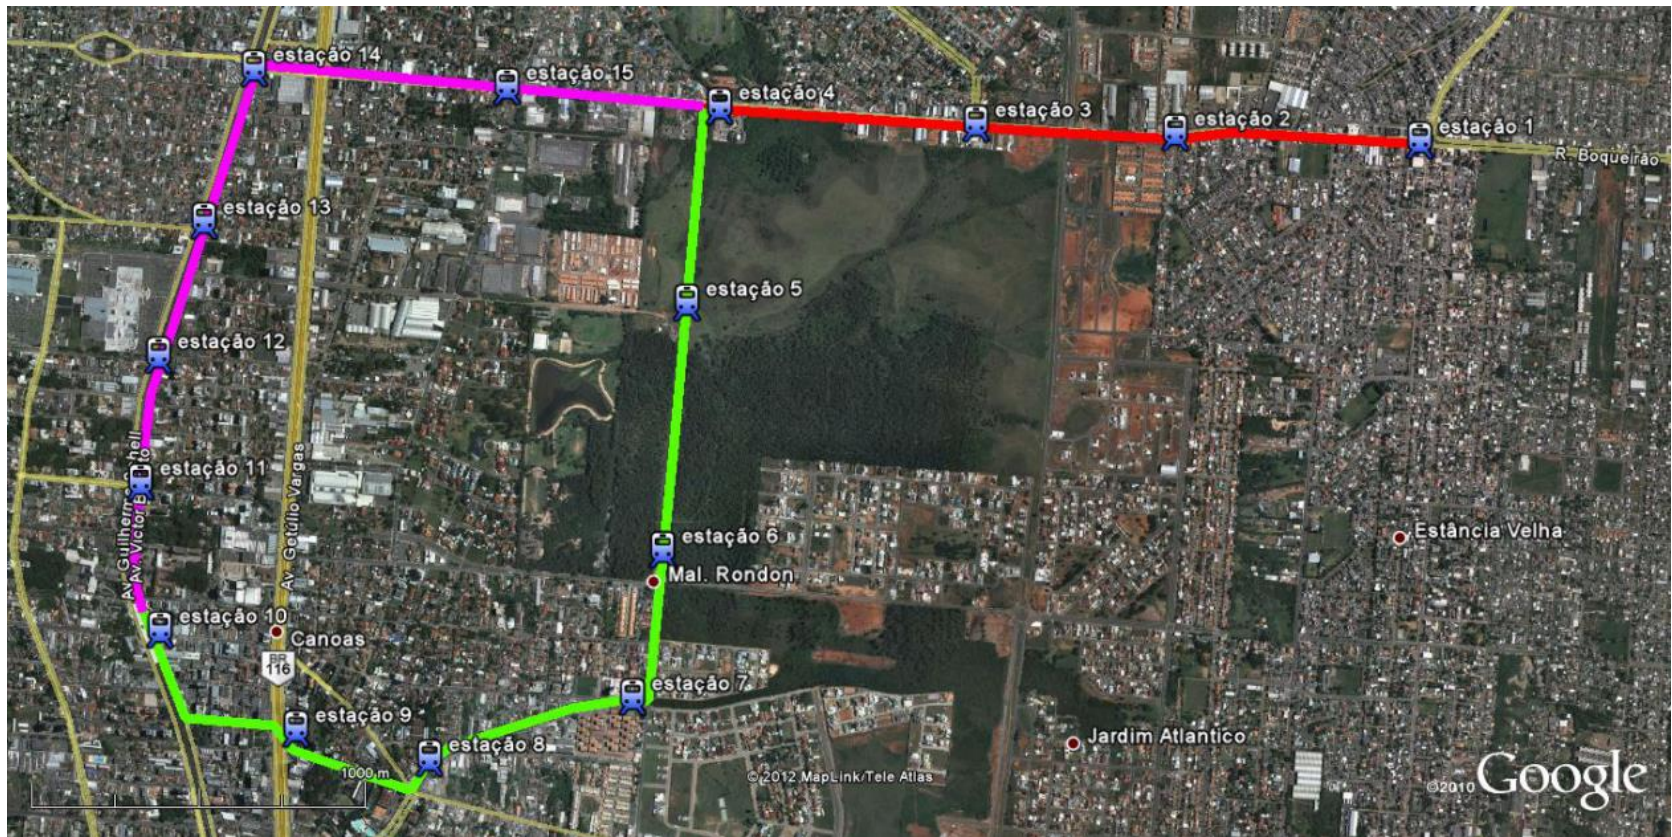 estação 14
estação 15
estação 4
estação 3
estação 2
estação 1
R. Boqueirão
estação 13
estação 5
estação 12
estação 11
Av. Getúlio Vargas
estação 6
Mal. Rondon
Estância Velha
estação 10
Canoas
BR
116
estação 7
estação 9
estação 8
Jardim Atlantico
1000 m
© 2012 MapLink/Tele Atlas
©2010 Google